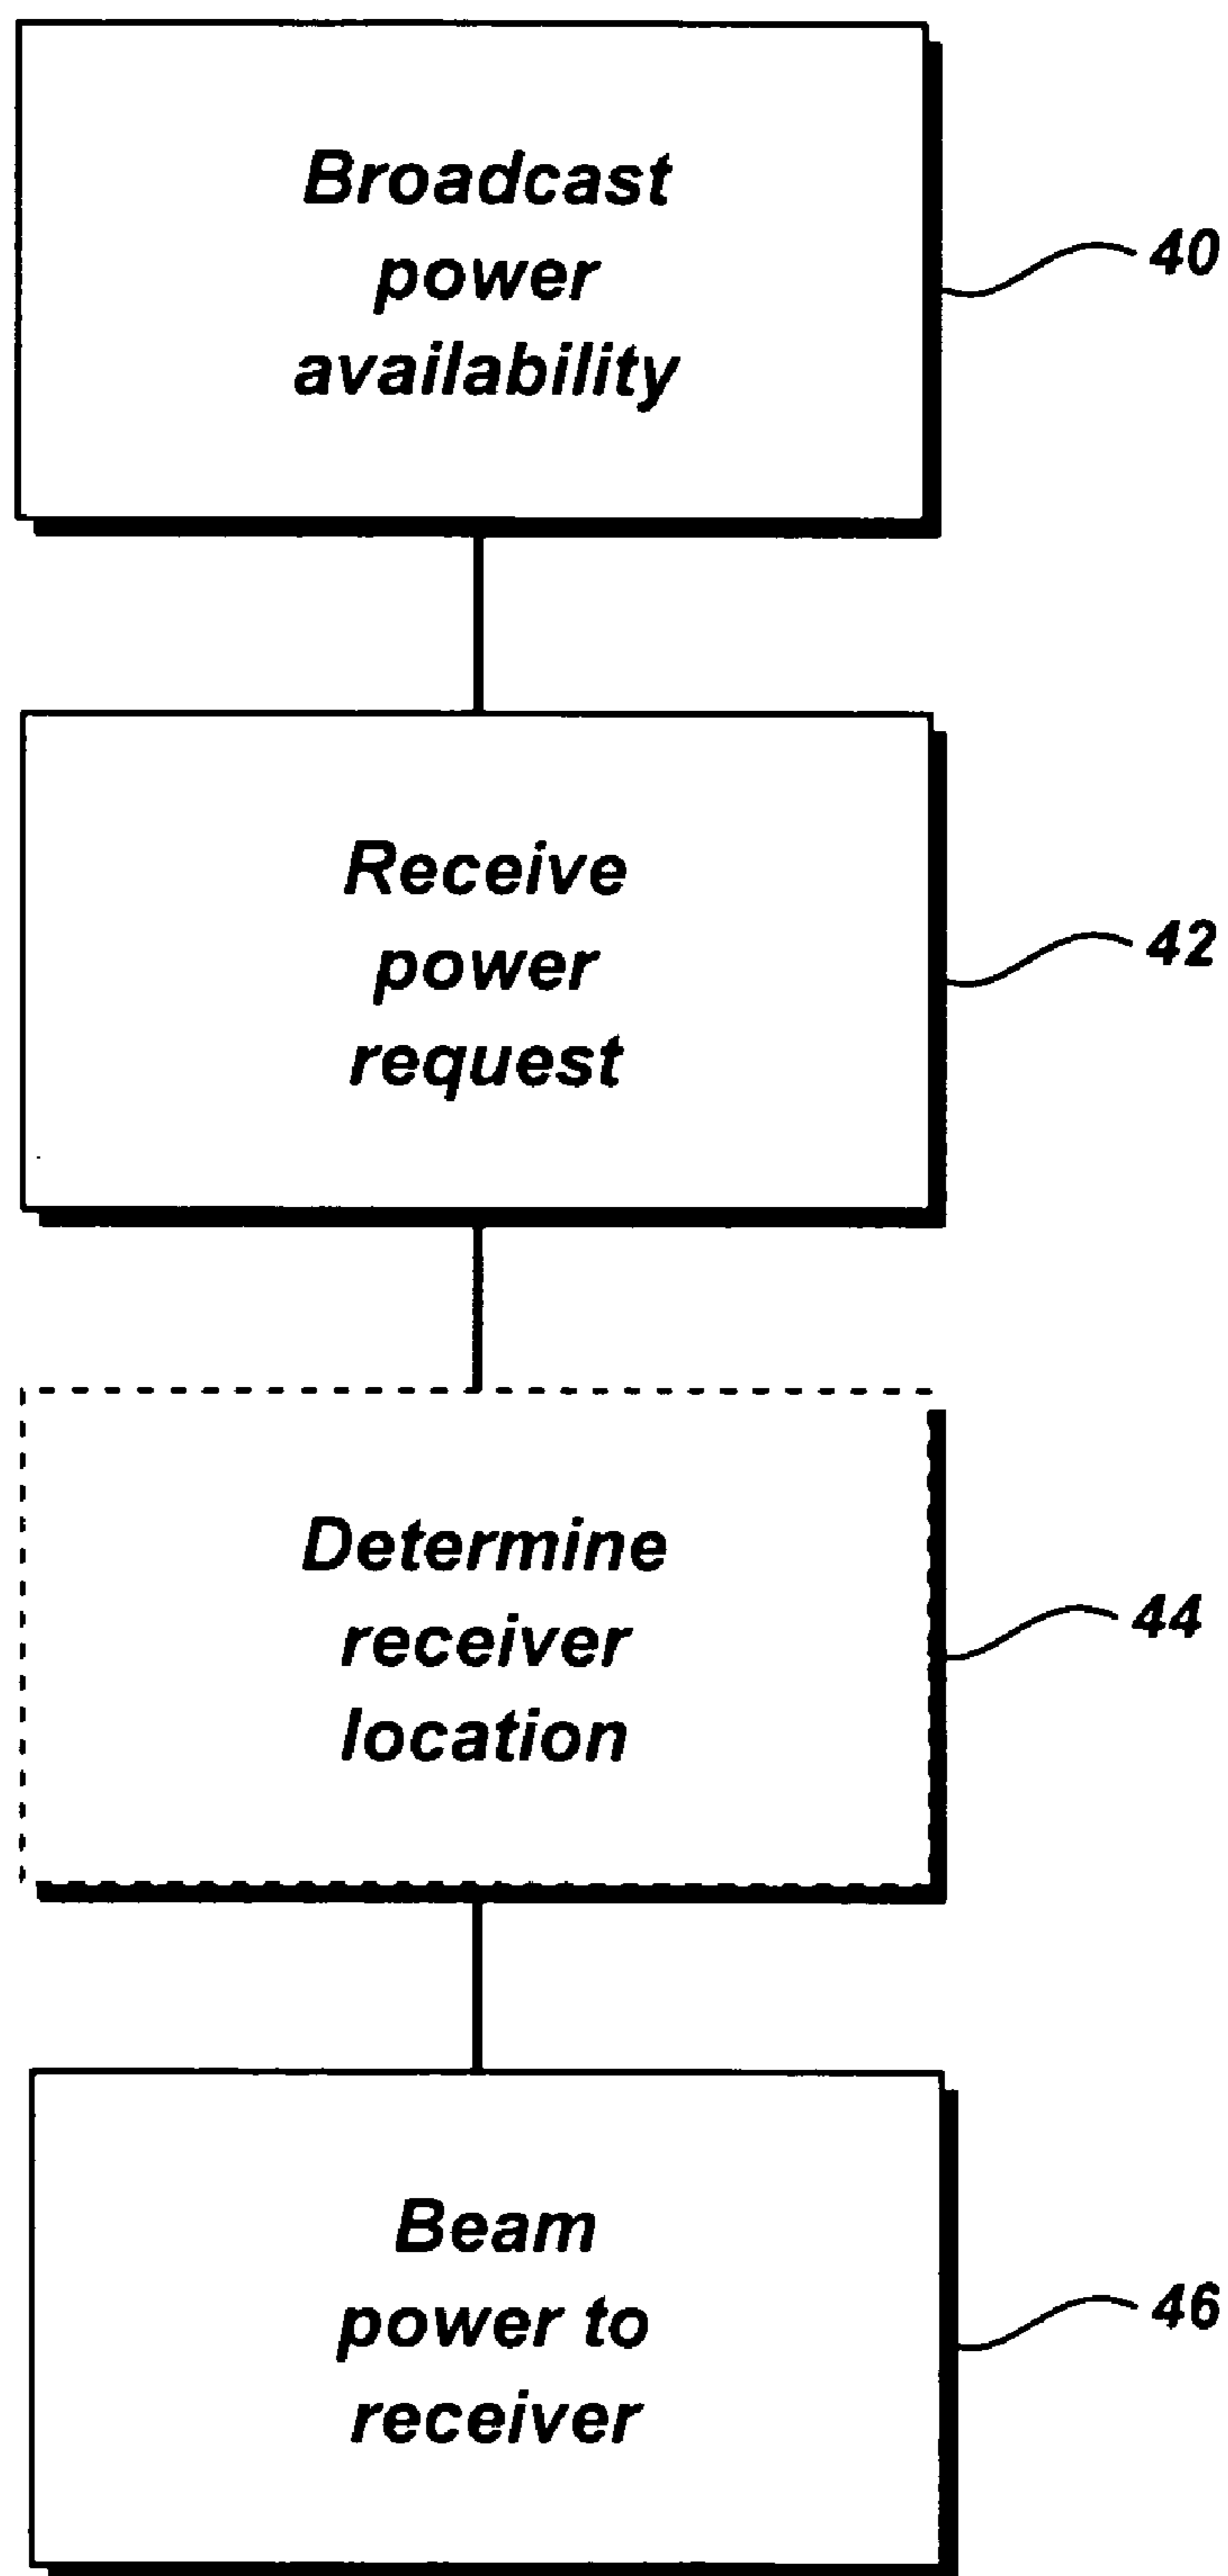 Broadcast
power
availability
40
Receive
power
request
42
Determine
receiver
location
44
Beam
power to
receiver
46